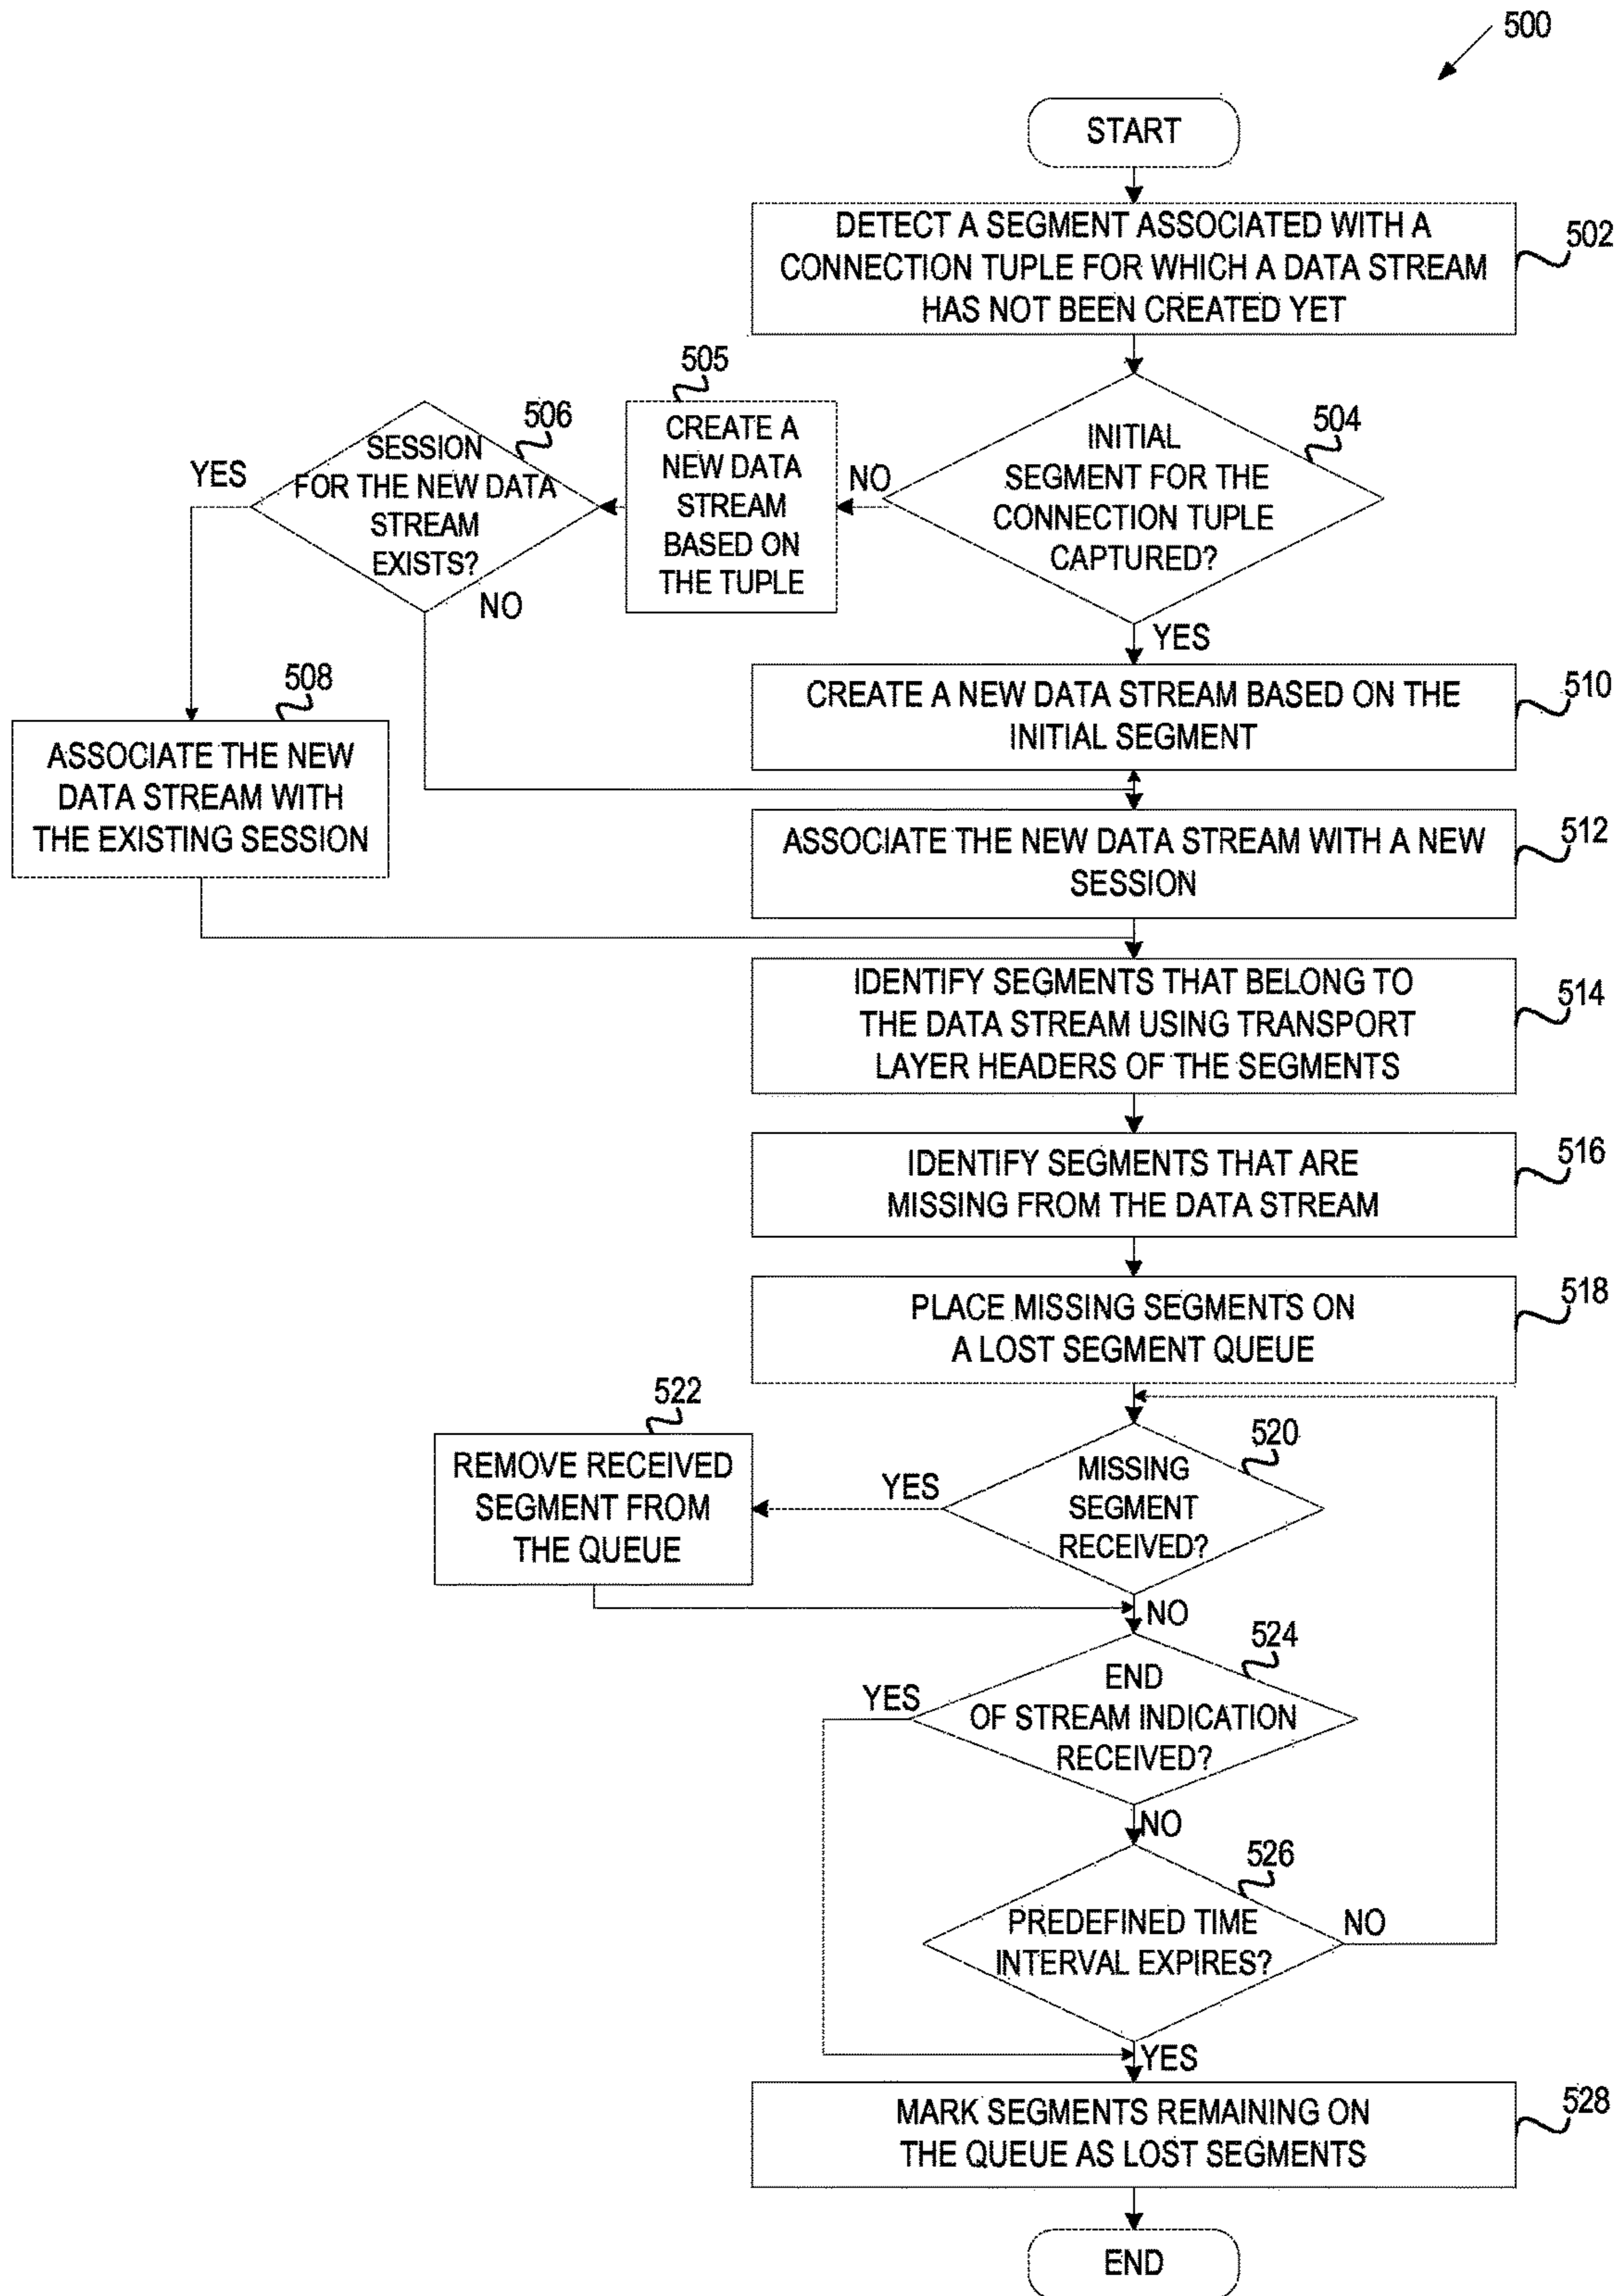 500
START
DETECT A SEGMENT ASSOCIATED WITH A
CONNECTION TUPLE FOR WHICH A DATA STREAM
HAS NOT BEEN CREATED YET
502
INITIAL
SEGMENT FOR THE
CONNECTION TUPLE
CAPTURED?
504
NO
YES
505
CREATE A
NEW DATA
STREAM
BASED ON
THE TUPLE
506
SESSION
FOR THE NEW DATA
STREAM
EXISTS?
YES
NO
508
ASSOCIATE THE NEW
DATA STREAM WITH
THE EXISTING SESSION
CREATE A NEW DATA STREAM BASED ON THE
INITIAL SEGMENT
510
ASSOCIATE THE NEW DATA STREAM WITH A NEW
SESSION
512
IDENTIFY SEGMENTS THAT BELONG TO
THE DATA STREAM USING TRANSPORT
LAYER HEADERS OF THE SEGMENTS
514
IDENTIFY SEGMENTS THAT ARE
MISSING FROM THE DATA STREAM
516
PLACE MISSING SEGMENTS ON
A LOST SEGMENT QUEUE
518
MISSING
SEGMENT
RECEIVED?
520
YES
NO
522
REMOVE RECEIVED
SEGMENT FROM
THE QUEUE
END
OF STREAM INDICATION
RECEIVED?
524
YES
NO
PREDEFINED TIME
INTERVAL EXPIRES?
526
NO
YES
MARK SEGMENTS REMAINING ON
THE QUEUE AS LOST SEGMENTS
528
END